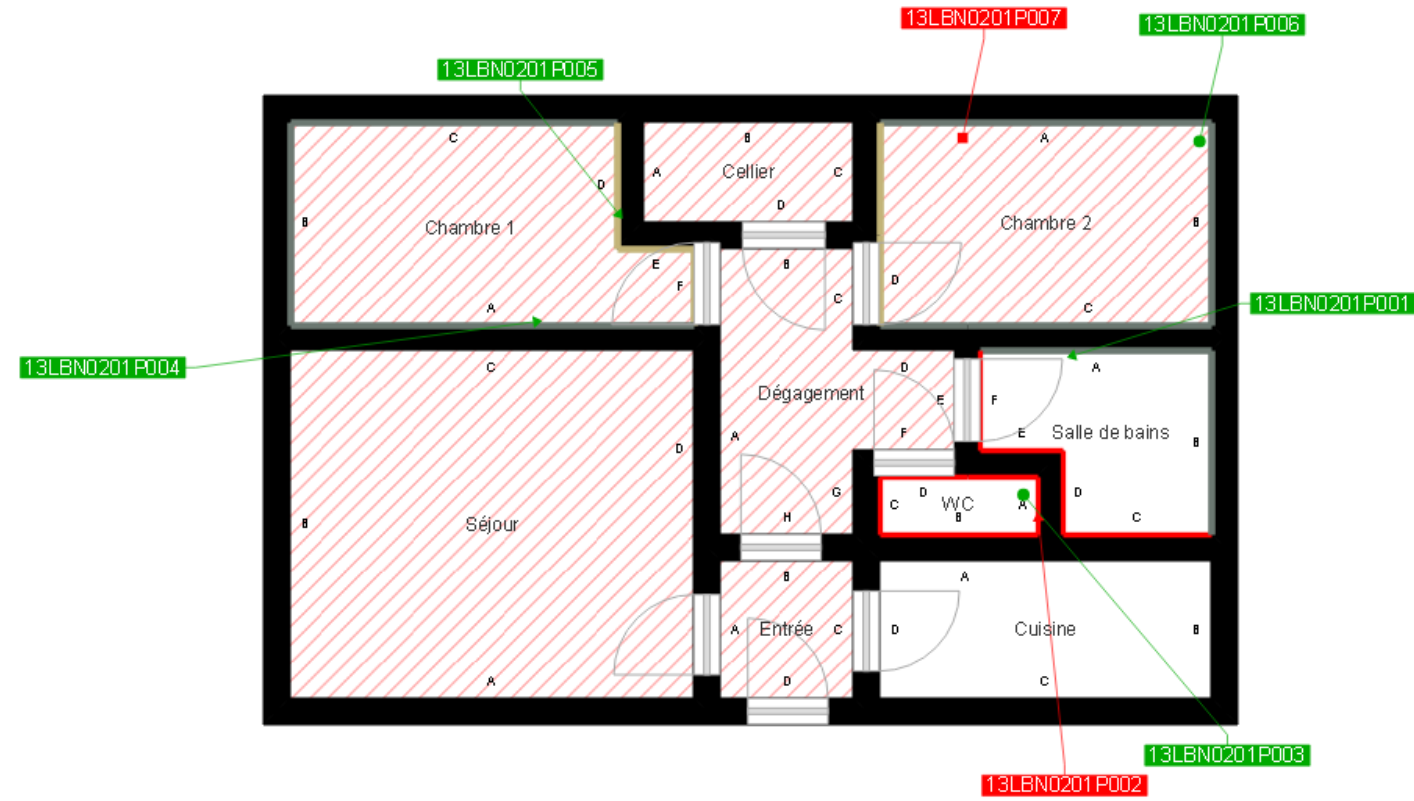 13LBN0201P007
13LBN0201P006
13LBN0201P005
C
B
A
D
A
C
Cellier
B
Chambre 1
B
Chambre 2
D
E
B
F
D
C
A
C
13LBN0201P001
13LBN0201P004
C
D
A
Dégagement
E
F
A
F
E
Salle de bains
B
D
G
D
D
C
WC
A
B
C
B
Séjour
H
B
A
A
Entrée
C
D
Cuisine
B
A
D
C
13LBN0201P003
13LBN0201P002